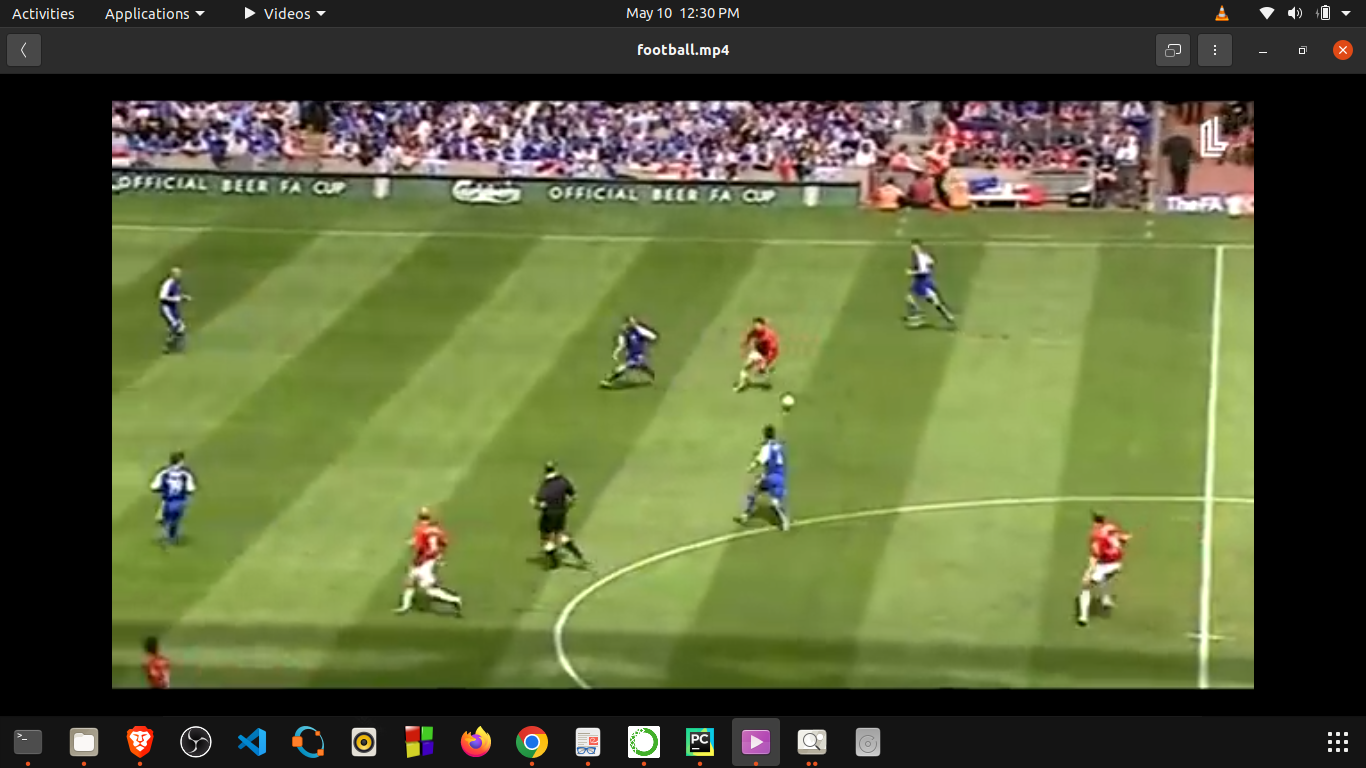 Activities Applications Videos May 10 12:30 PM
football.mp4
OFFICIAL BEER FA CUP Carlsberg OFFICIAL BEER FA CUP
TheFA
PC